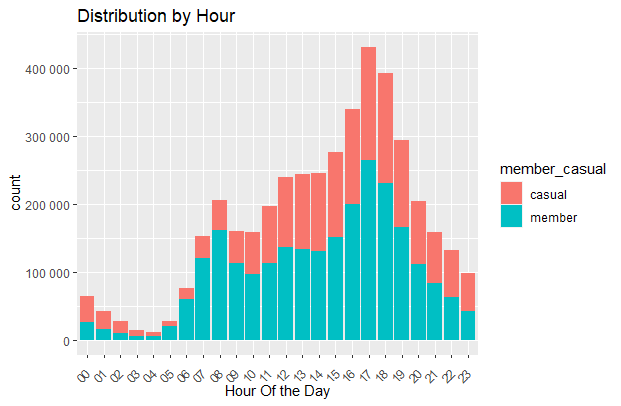 Distribution by Hour
count
400 000
300 000
200 000
100 000
0
00 01 02 03 04 05 06 07 08 09 10 11 12 13 14 15 16 17 18 19 20 21 22 23
Hour Of the Day
member_casual
casual
member